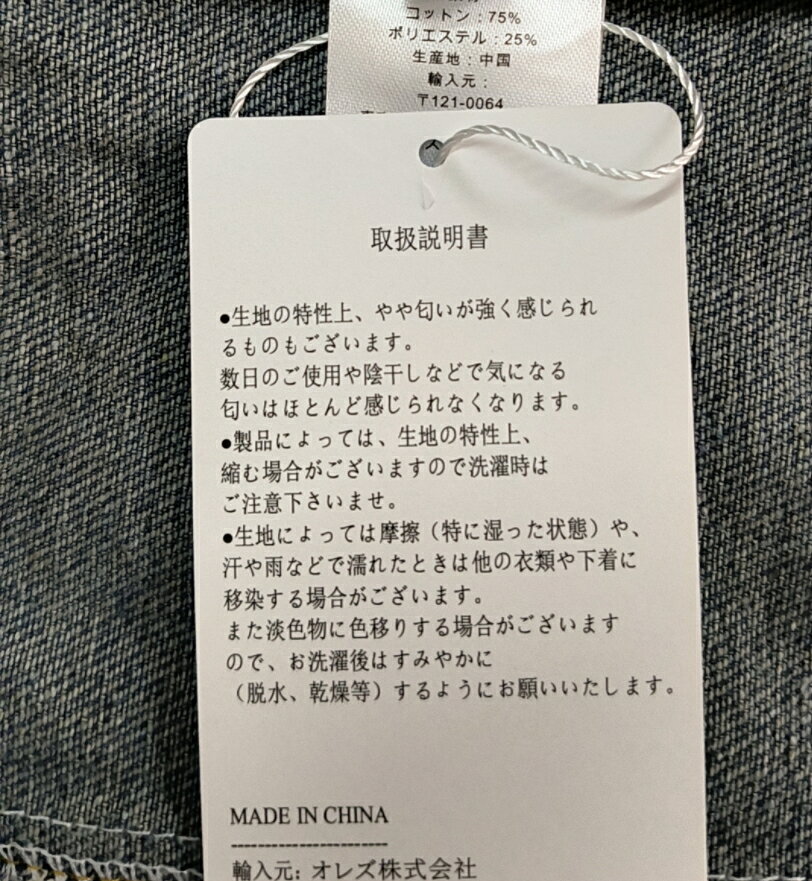 コットン：75%
ポリエステル：25%
生産地：中国
輸入元：
〒121-0064
取扱説明書
●生地の特性上、やや匂いが強く感じられ
るものもございます。
数日のご使用や陰干しなどで気になる
匂いはほとんど感じられなくなります。
●製品によっては、生地の特性上、
縮む場合がございますので洗濯時は
ご注意下さいませ。
●生地によっては摩擦（特に湿った状態）や、
汗や雨などで濡れたときは他の衣類や下着に
移染する場合がございます。
また淡色物に色移りする場合がございます
ので、お洗濯後はすみやかに
（脱水、乾燥等）するようにお願いいたします。
MADE IN CHINA
-----------------------
輸入元：オレズ株式会社